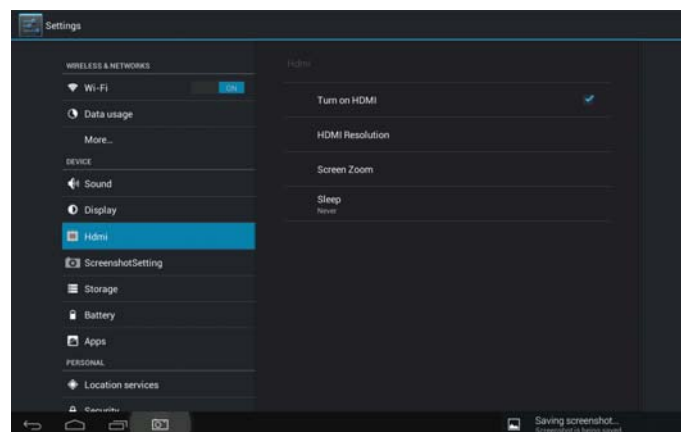 Settings
WIRELESS & NETWORKS
Wi-Fi
ON
Data usage
More...
DEVICE
Sound
Display
Hdmi
ScreenshotSetting
Storage
Battery
Apps
PERSONAL
Location services
Security
Hdmi
Turn on HDMI
HDMI Resolution
Screen Zoom
Sleep
Never
Saving screenshot...
Screenshot is being saved